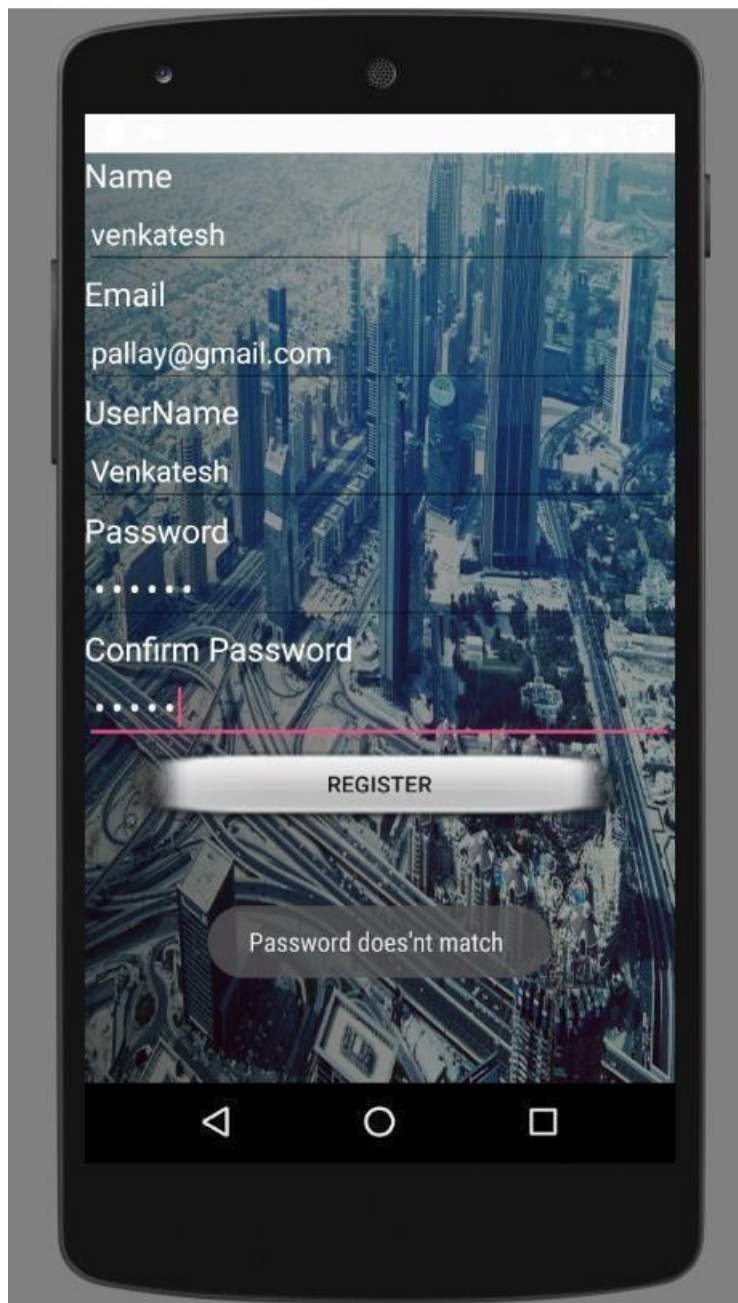 Name
venkatesh
Email
pallay@gmail.com
UserName
Venkatesh
Password
••••••
Confirm Password
•••••
REGISTER
Password does'nt match